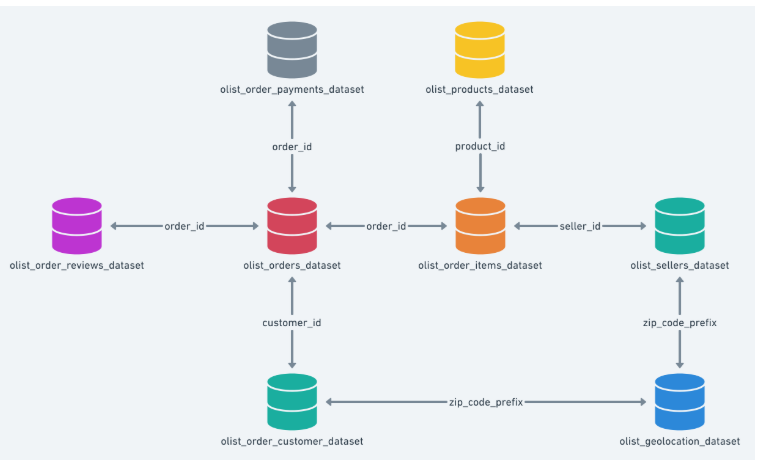 olist_order_payments_dataset
olist_products_dataset
order_id
product_id
order_id
order_id
seller_id
olist_order_reviews_dataset
olist_orders_dataset
olist_order_items_dataset
olist_sellers_dataset
customer_id
zip_code_prefix
zip_code_prefix
olist_order_customer_dataset
olist_geolocation_dataset